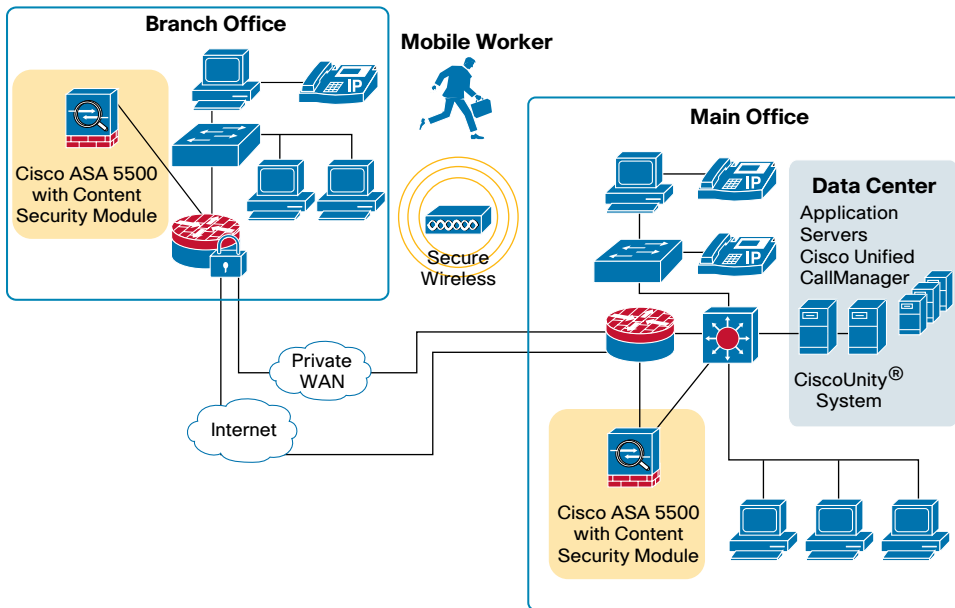 Branch Office
IP
Cisco ASA 5500
with Content
Security Module
Mobile Worker
Secure
Wireless
Private
WAN
Internet
Main Office
IP
IP
Data Center
Application
Servers
Cisco Unified
CallManager
CiscoUnity®
System
Cisco ASA 5500
with Content
Security Module